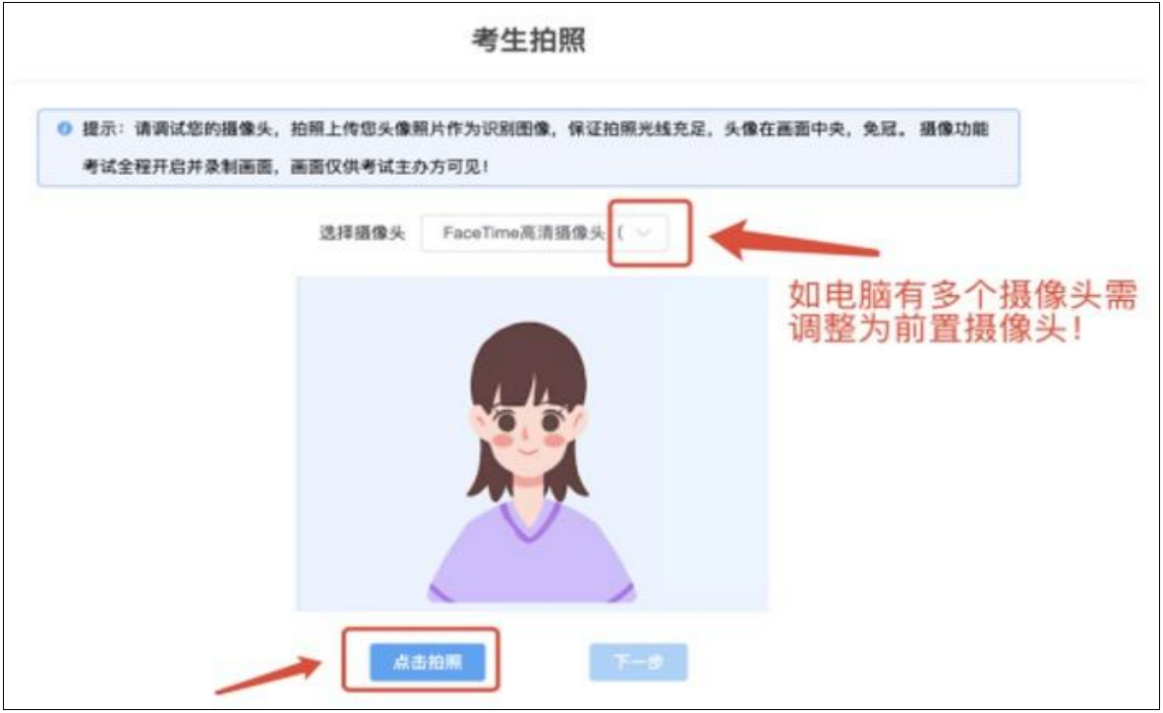 考生拍照
提示：请调试您的摄像头，拍照上传您头像照片作为识别图像，保证拍照光线充足，头像在画面中央，免冠。 摄像功能
考试全程开启并录制画面，画面仅供考试主办方可见！
选择摄像头 FaceTime高清摄像头 (
如电脑有多个摄像头需
调整为前置摄像头！
点击拍照 下一步